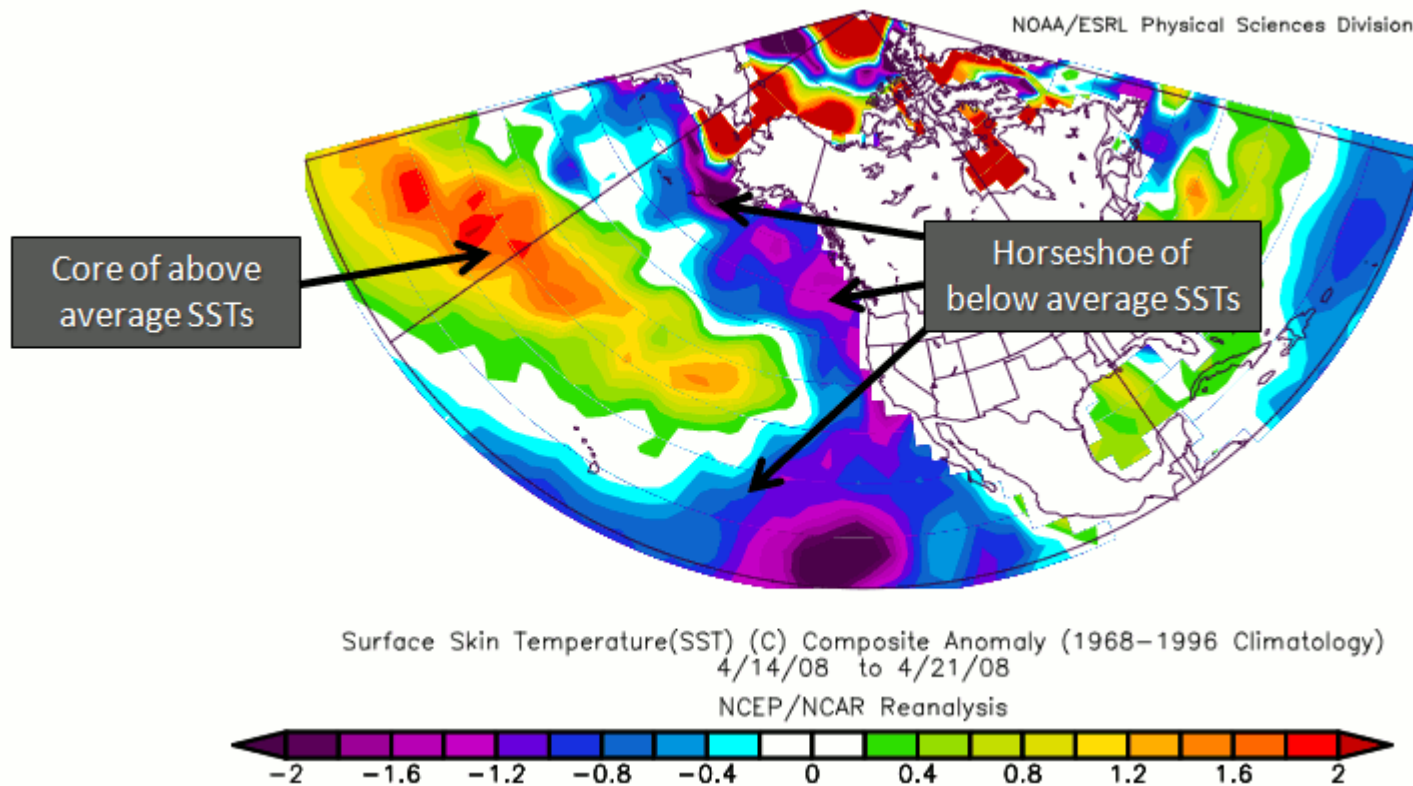 NOAA/ESRL Physical Sciences Division
Core of above
average SSTs
Horseshoe of
below average SSTs
Surface Skin Temperature(SST) (C) Composite Anomaly (1968-1996 Climatology)
4/14/08 to 4/21/08
NCEP/NCAR Reanalysis
-2 -1.6 -1.2 -0.8 -0.4 0 0.4 0.8 1.2 1.6 2